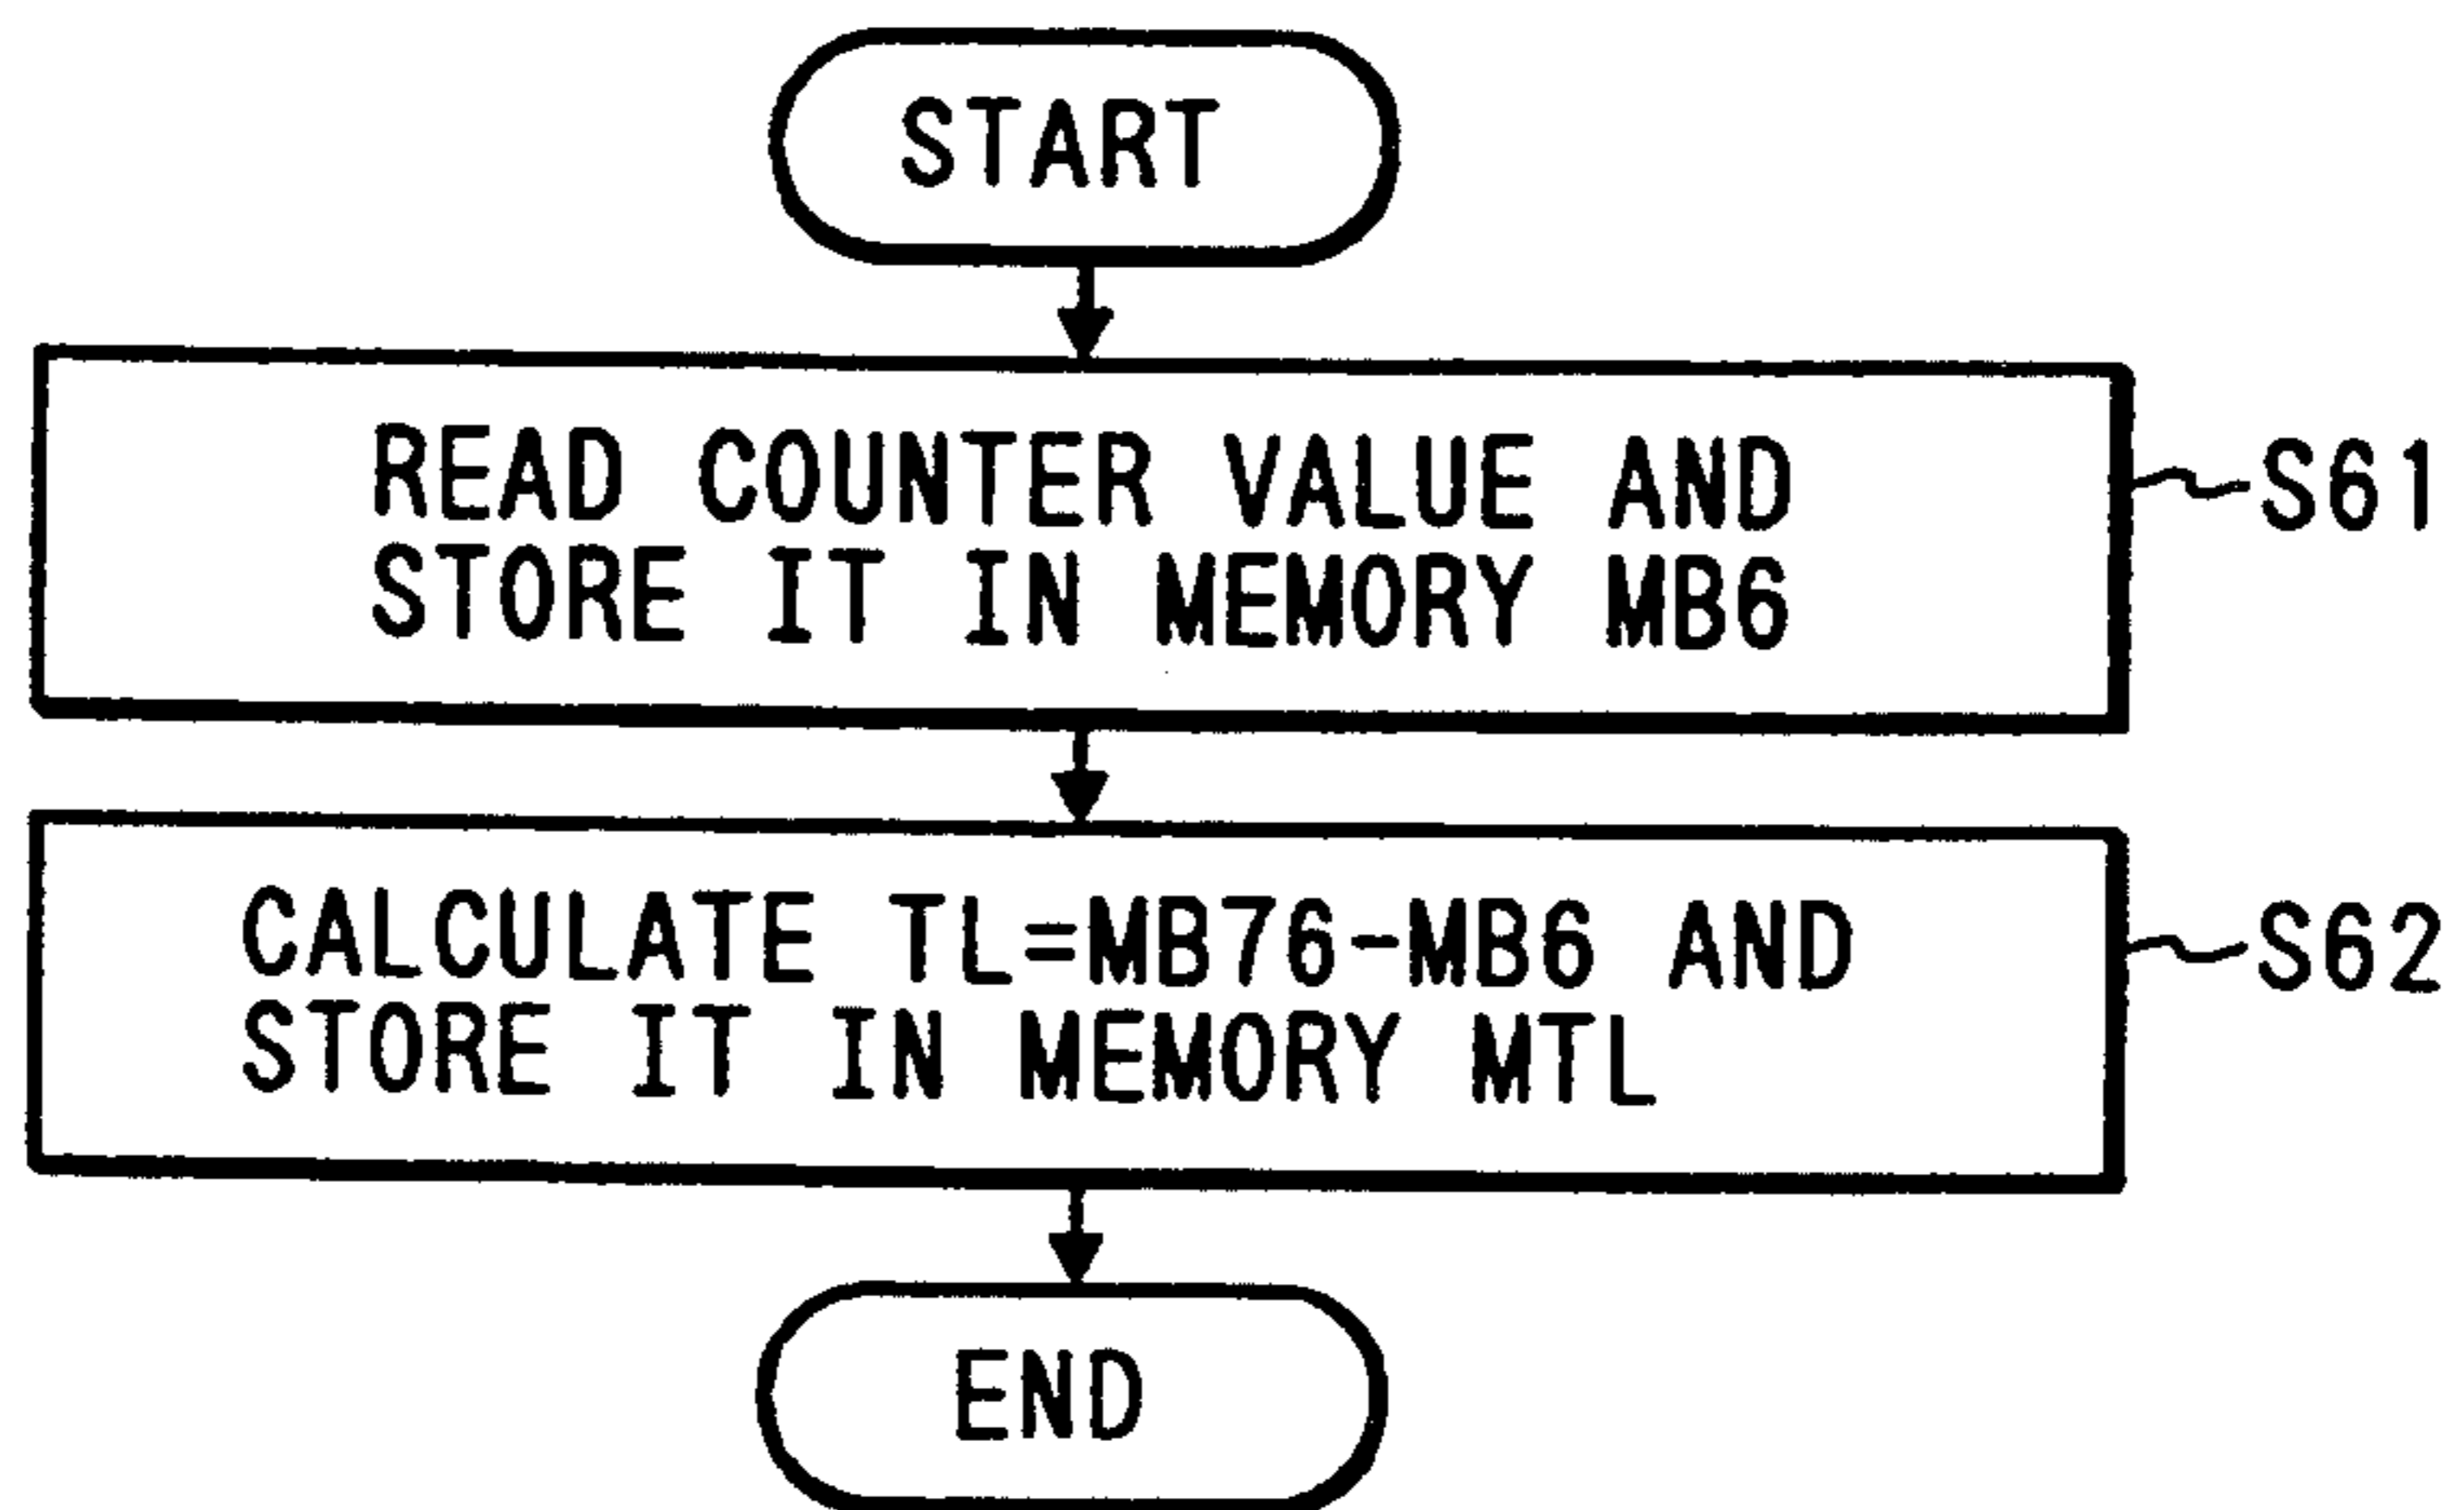 START
READ COUNTER VALUE AND
STORE IT IN MEMORY MB6
S61
CALCULATE TL=MB76-MB6 AND
STORE IT IN MEMORY MTL
S62
END